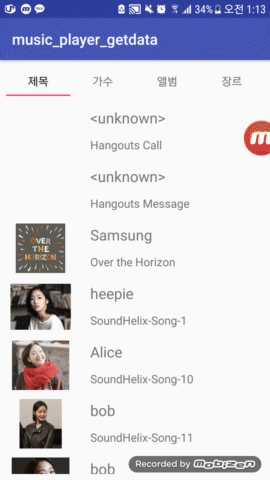 34% 오전 1:13
music_player_getdata
제목 가수 앨범 장르
<unknown>
Hangouts Call
<unknown>
Hangouts Message
OVER
THE
HORIZON
Samsung
Over the Horizon
heepie
SoundHelix-Song-1
Alice
SoundHelix-Song-10
bob
SoundHelix-Song-11
bob
Recorded by mobizen